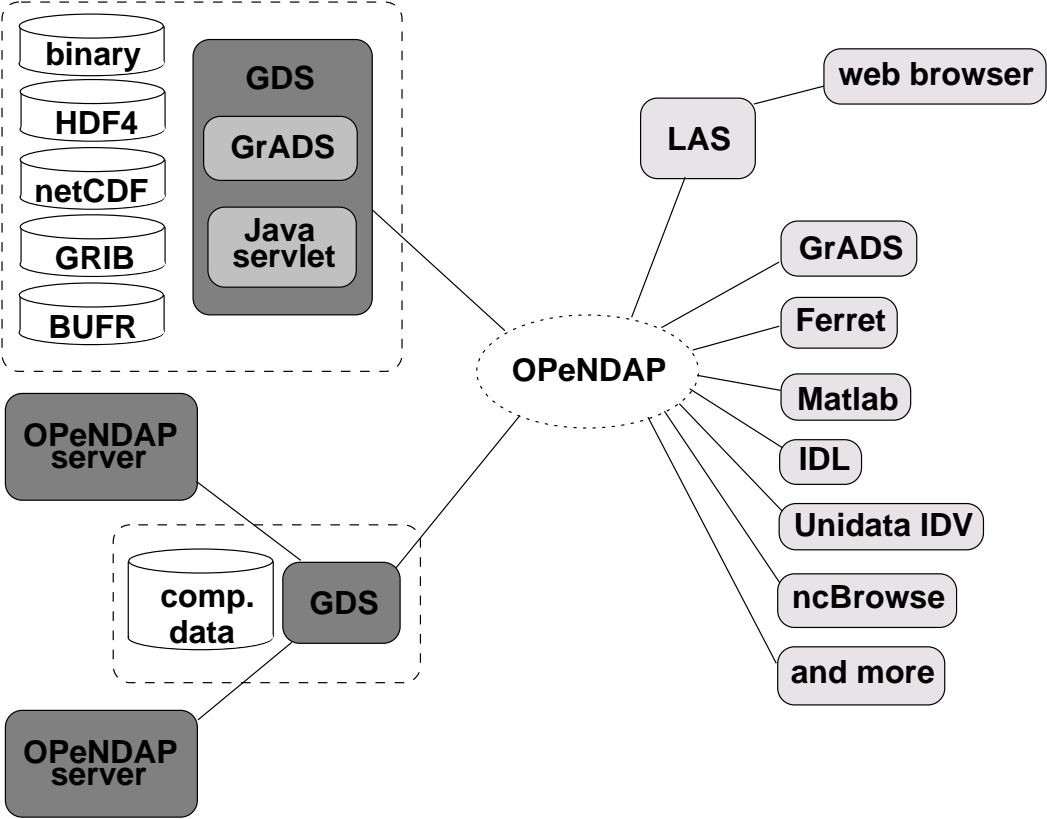 binary
HDF4
netCDF
GRIB
BUFR
GDS
GrADS
Java
servlet
OPeNDAP
server
comp.
data
GDS
OPeNDAP
server
OPeNDAP
LAS
web browser
GrADS
Ferret
Matlab
IDL
Unidata IDV
ncBrowse
and more